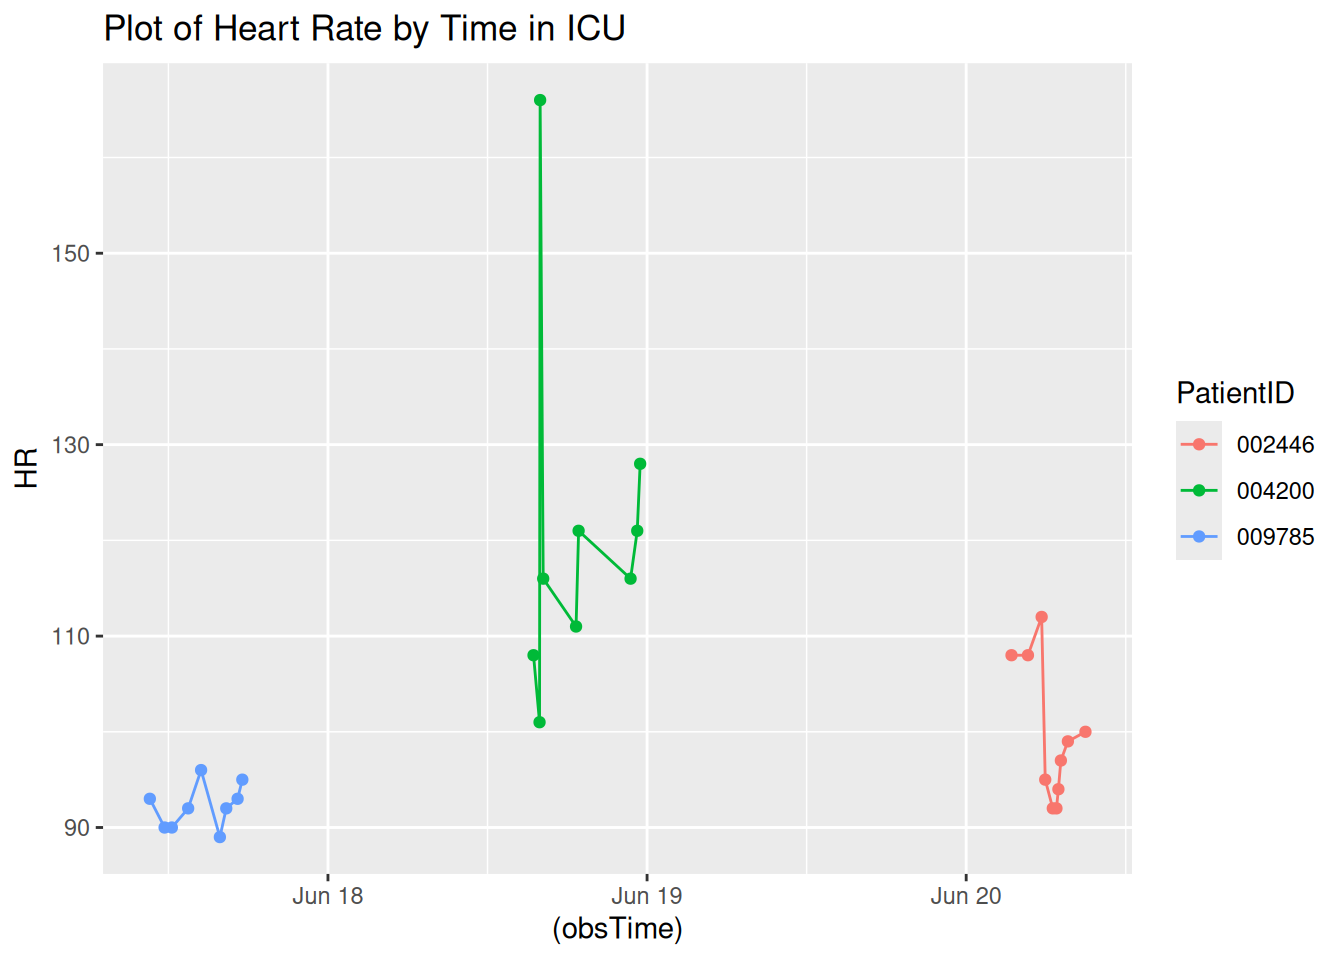 Plot of Heart Rate by Time in ICU
150
130
110
90
HR
Jun 18
Jun 19
Jun 20
(obsTime)
PatientID
002446
004200
009785